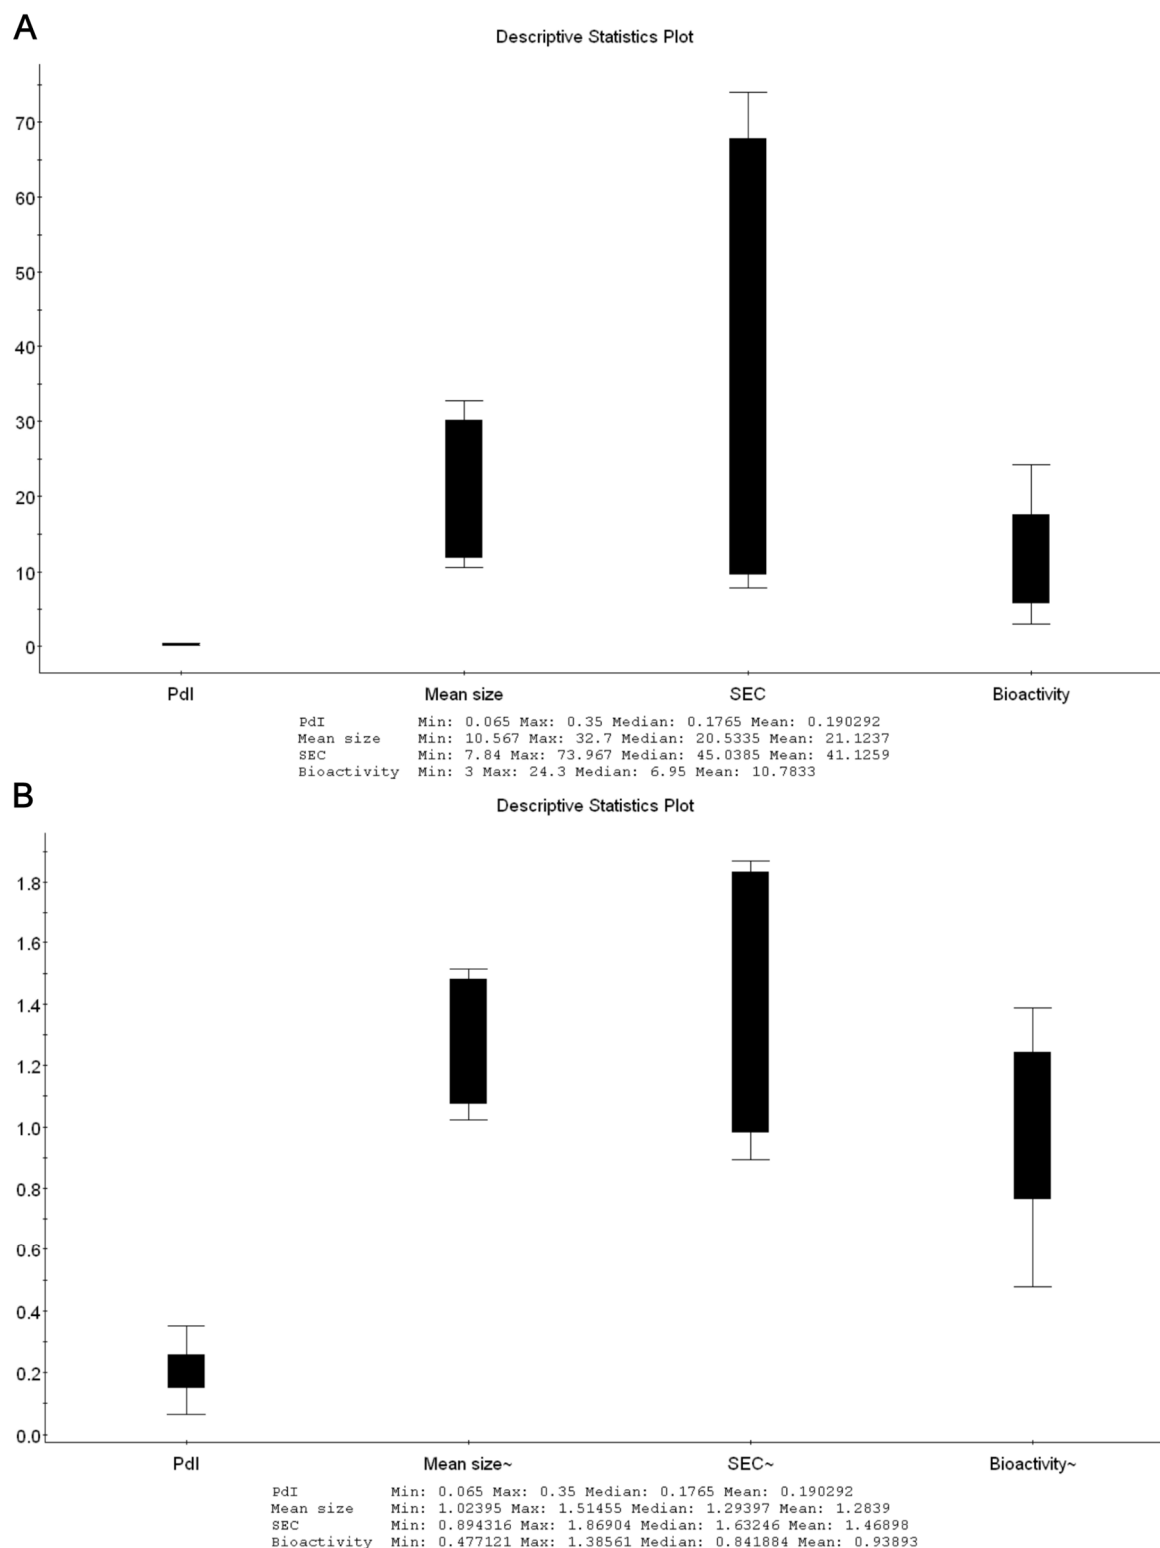 A
Descriptive Statistics Plot
70
60
50
40
30
20
10
0
PdI Mean size SEC Bioactivity
PdI Min: 0.065 Max: 0.35 Median: 0.1765 Mean: 0.190292
Mean size Min: 10.567 Max: 32.7 Median: 20.5335 Mean: 21.1237
SEC Min: 7.84 Max: 73.967 Median: 45.0385 Mean: 41.1259
Bioactivity Min: 3 Max: 24.3 Median: 6.95 Mean: 10.7833
B
Descriptive Statistics Plot
1.8
1.6
1.4
1.2
1.0
0.8
0.6
0.4
0.2
0.0
PdI Mean size~ SEC~ Bioactivity~
PdI Min: 0.065 Max: 0.35 Median: 0.1765 Mean: 0.190292
Mean size Min: 1.02395 Max: 1.51455 Median: 1.29397 Mean: 1.2839
SEC Min: 0.894316 Max: 1.86904 Median: 1.63246 Mean: 1.46898
Bioactivity Min: 0.477121 Max: 1.38561 Median: 0.841884 Mean: 0.93893